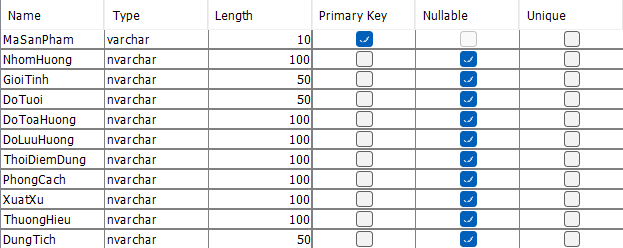 Name Type Length Primary Key Nullable Unique
MaSanPham varchar 10
NhomHuong nvarchar 100
GioiTinh nvarchar 50
DoTuoi nvarchar 50
DoToaHuong nvarchar 100
DoLuuHuong nvarchar 100
ThoiDiemDung nvarchar 100
PhongCach nvarchar 100
XuatXu nvarchar 100
ThuongHieu nvarchar 100
DungTich nvarchar 50